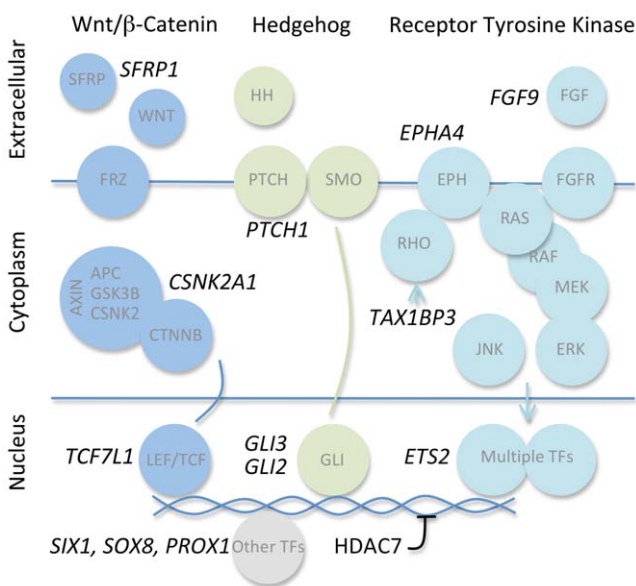 Wnt/β-Catenin
Hedgehog
Receptor Tyrosine Kinase
Extracellular
SFRP
SFRP1
WNT
HH
FGF9
FGF
EPHA4
FRZ
PTCH
SMO
EPH
FGFR
PTCH1
RAS
Cytoplasm
RHO
RAF
AXIN
APC
GSK3B
CSNK2
CSNK2A1
MEK
CTNNB
TAX1BP3
JNK
ERK
Nucleus
TCF7L1
LEF/TCF
GLI3
GLI2
GLI
ETS2
Multiple TFs
SIX1, SOX8, PROX1
Other TFs
HDAC7